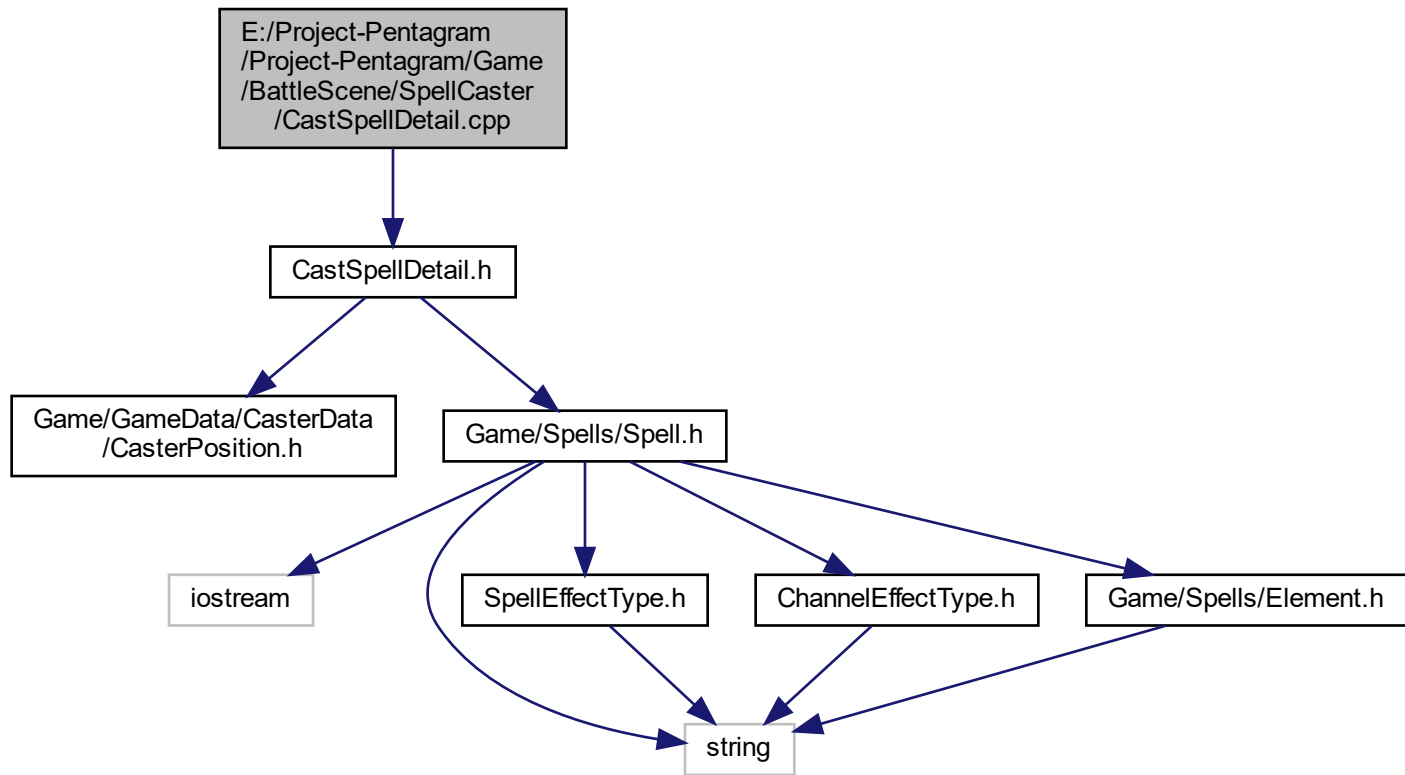 E:/Project-Pentagram
/Project-Pentagram/Game
/BattleScene/SpellCaster
/CastSpellDetail.cpp
CastSpellDetail.h
Game/GameData/CasterData
/CasterPosition.h
Game/Spells/Spell.h
iostream
SpellEffectType.h
ChannelEffectType.h
Game/Spells/Element.h
string